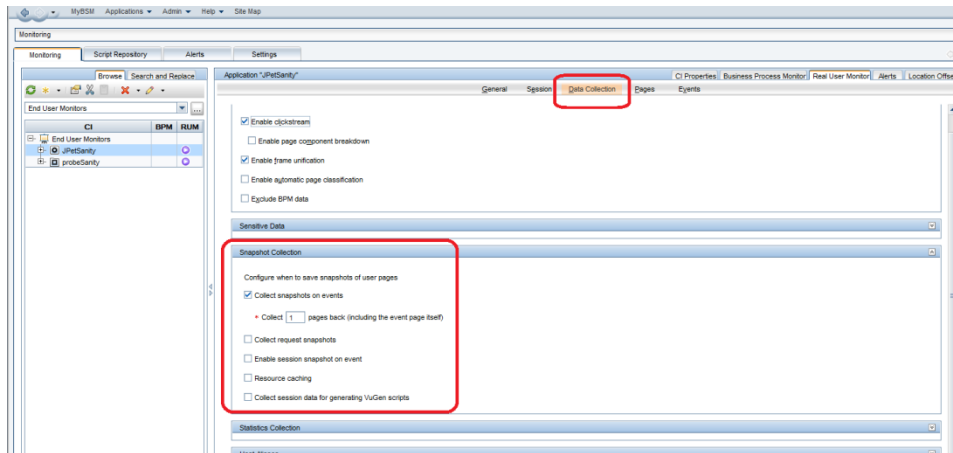 MyBSM Applications Admin Help Site Map
Monitoring
Monitoring Script Repository Alerts Settings
Browse Search and Replace
Application "JPetSanity"
CI Properties Business Process Monitor Real User Monitor Alerts Location Offse
General Session Data Collection Pages Events
End User Monitors ...
CI BPM RUM
End User Monitors
JPetSanity
probeSanity
Enable clickstream
Enable page component breakdown
Enable frame unification
Enable automatic page classification
Exclude BPM data
Sensitive Data
Snapshot Collection
Configure when to save snapshots of user pages
Collect snapshots on events
* Collect 1 pages back (including the event page itself)
Collect request snapshots
Enable session snapshot on event
Resource caching
Collect session data for generating VuGen scripts
Statistics Collection